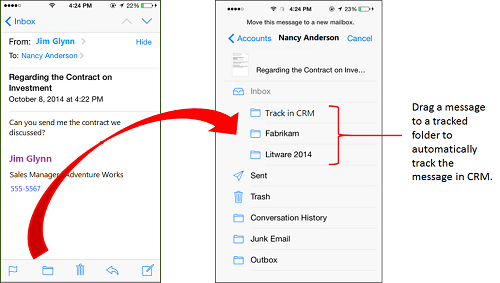 4:24 PM 22%
Inbox
From: Jim Glynn > Hide
To: Nancy Anderson >
Regarding the Contract on
Investment
October 8, 2014 at 4:22 PM
Can you send me the contract we
discussed?
Jim Glynn
Sales Manager, Adventure Works
555-5567
4:24 PM 23%
Move this message to a new mailbox.
Accounts Nancy Anderson Cancel
Regarding the Contract on Inve...
Inbox
Track in CRM
Fabrikam
Litware 2014
Sent
Trash
Conversation History
Junk Email
Outbox
Drag a message
to a tracked
folder to
automatically
track the
message in CRM.